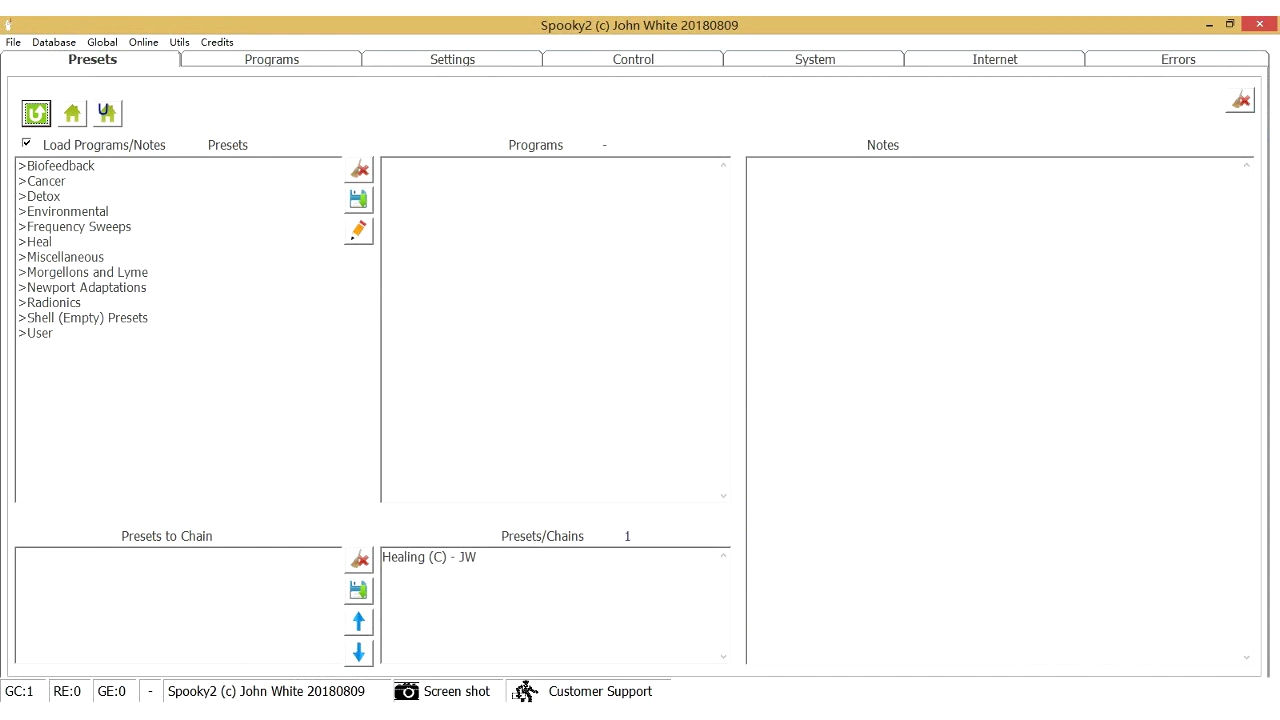 Spooky2 (c) John White 20180809
File Database Global Online Utils Credits
Presets Programs Settings Control System Internet Errors
Load Programs/Notes Presets Programs - Notes
>Biofeedback
>Cancer
>Detox
>Environmental
>Frequency Sweeps
>Heal
>Miscellaneous
>Morgellons and Lyme
>Newport Adaptations
>Radionics
>Shell (Empty) Presets
>User
Presets to Chain Presets/Chains 1
Healing (C) - JW
GC:1 RE:0 GE:0 - Spooky2 (c) John White 20180809 Screen shot Customer Support